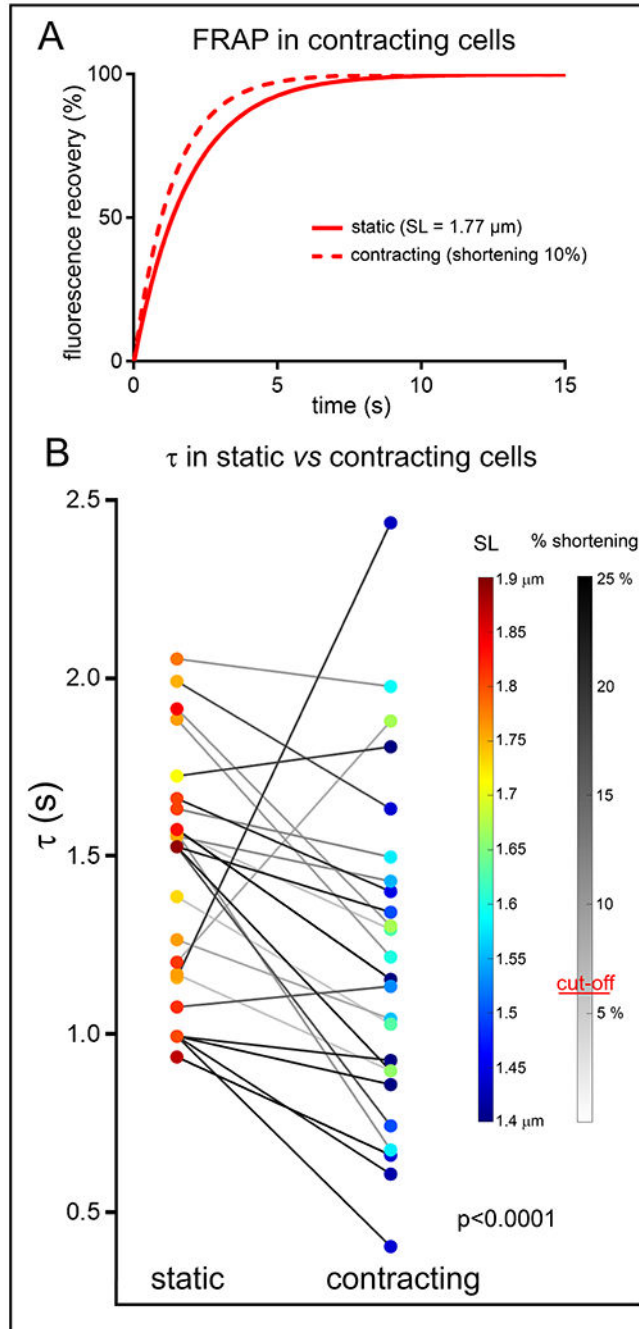 A
FRAP in contracting cells
fluorescence recovery (%)
100
50
0
static (SL = 1.77 μm)
contracting (shortening 10%)
0 5 10 15
time (s)
B
τ in static vs contracting cells
τ (s)
2.5
2.0
1.5
1.0
0.5
SL
1.9 μm
1.85
1.8
1.75
1.7
1.65
1.6
1.55
1.5
1.45
1.4 μm
% shortening
25 %
20
15
10
cut-off
5 %
p<0.0001
static contracting